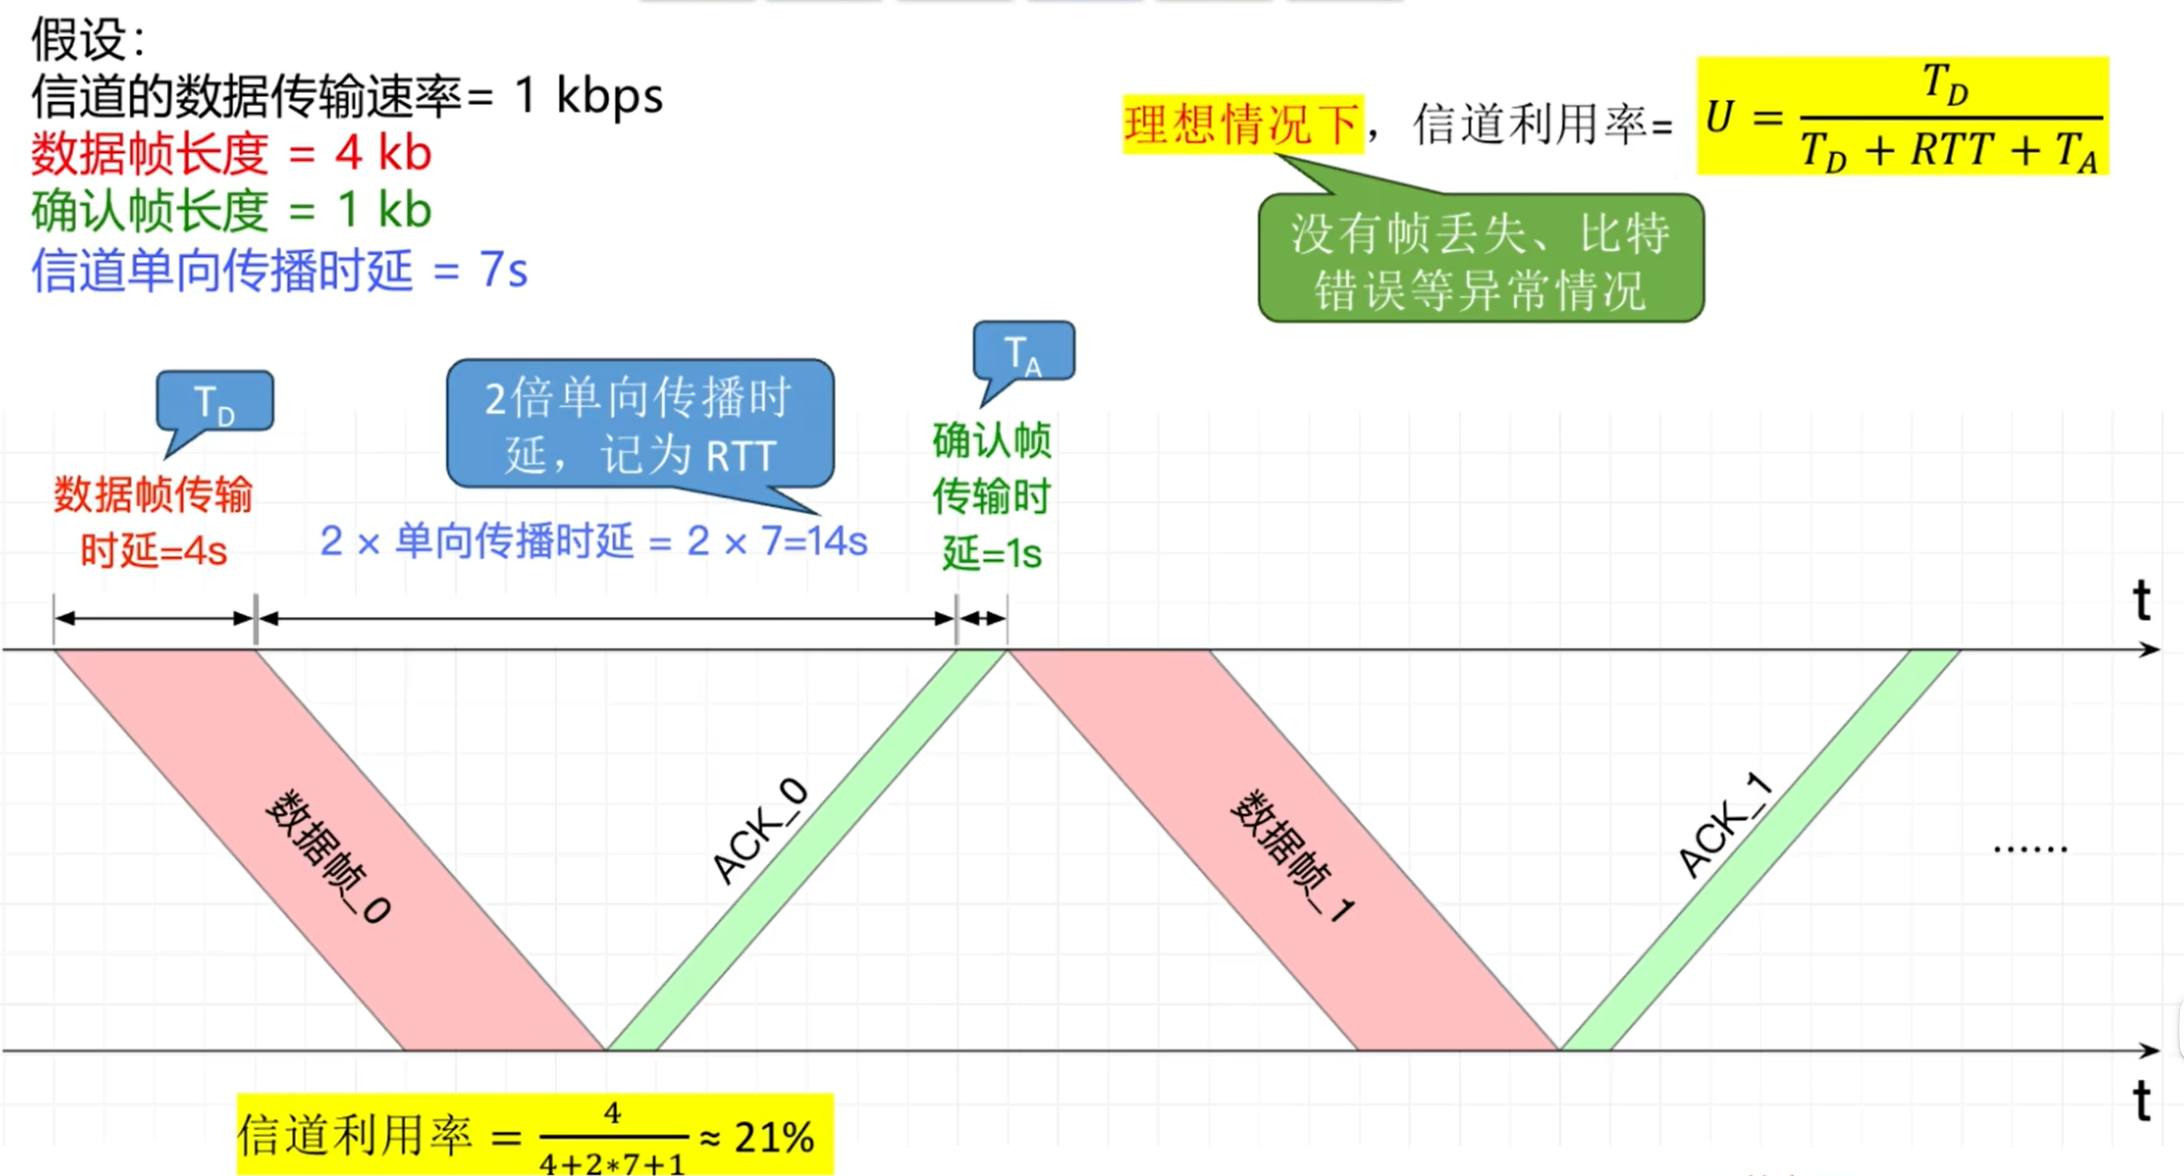 假设：
信道的数据传输速率= 1 kbps
数据帧长度 = 4 kb
确认帧长度 = 1 kb
信道单向传播时延 = 7s
理想情况下，信道利用率= U = T_D / (T_D + RTT + T_A)
没有帧丢失、比特
错误等异常情况
T_D
2倍单向传播时
延，记为 RTT
T_A
数据帧传输
时延=4s
2 × 单向传播时延 = 2 × 7=14s
确认帧
传输时
延=1s
t
数据帧_0
ACK_0
数据帧_1
ACK_1
......
t
信道利用率 = 4 / (4+2*7+1) ≈ 21%